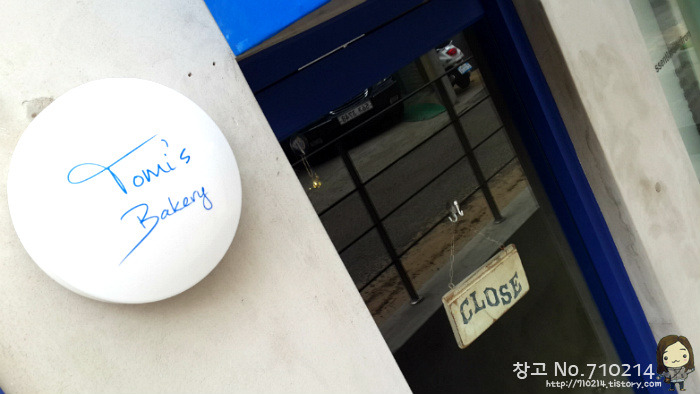 Tomi's
Bakery
CLOSE
창고 No.710214
http://710214.tistory.com